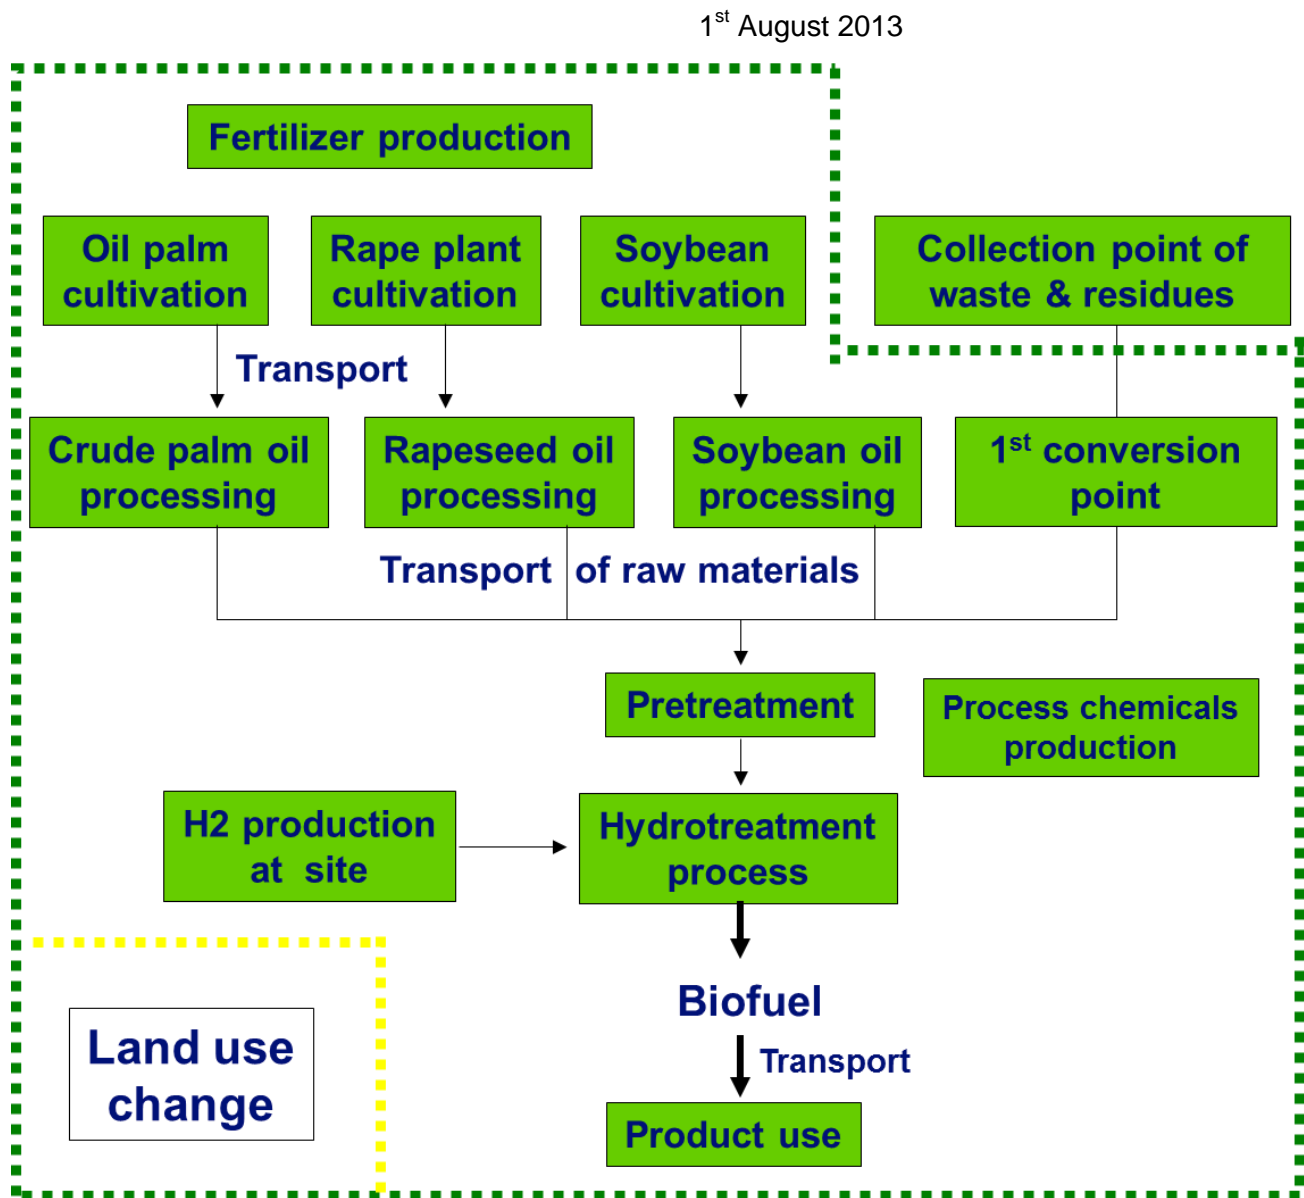 1st August 2013
Fertilizer production
Oil palm
cultivation
Rape plant
cultivation
Soybean
cultivation
Collection point of
waste & residues
Transport
Crude palm oil
processing
Rapeseed oil
processing
Soybean oil
processing
1st conversion
point
Transport of raw materials
Pretreatment
Process chemicals
production
H2 production
at site
Hydrotreatment
process
Biofuel
Transport
Land use
change
Product use